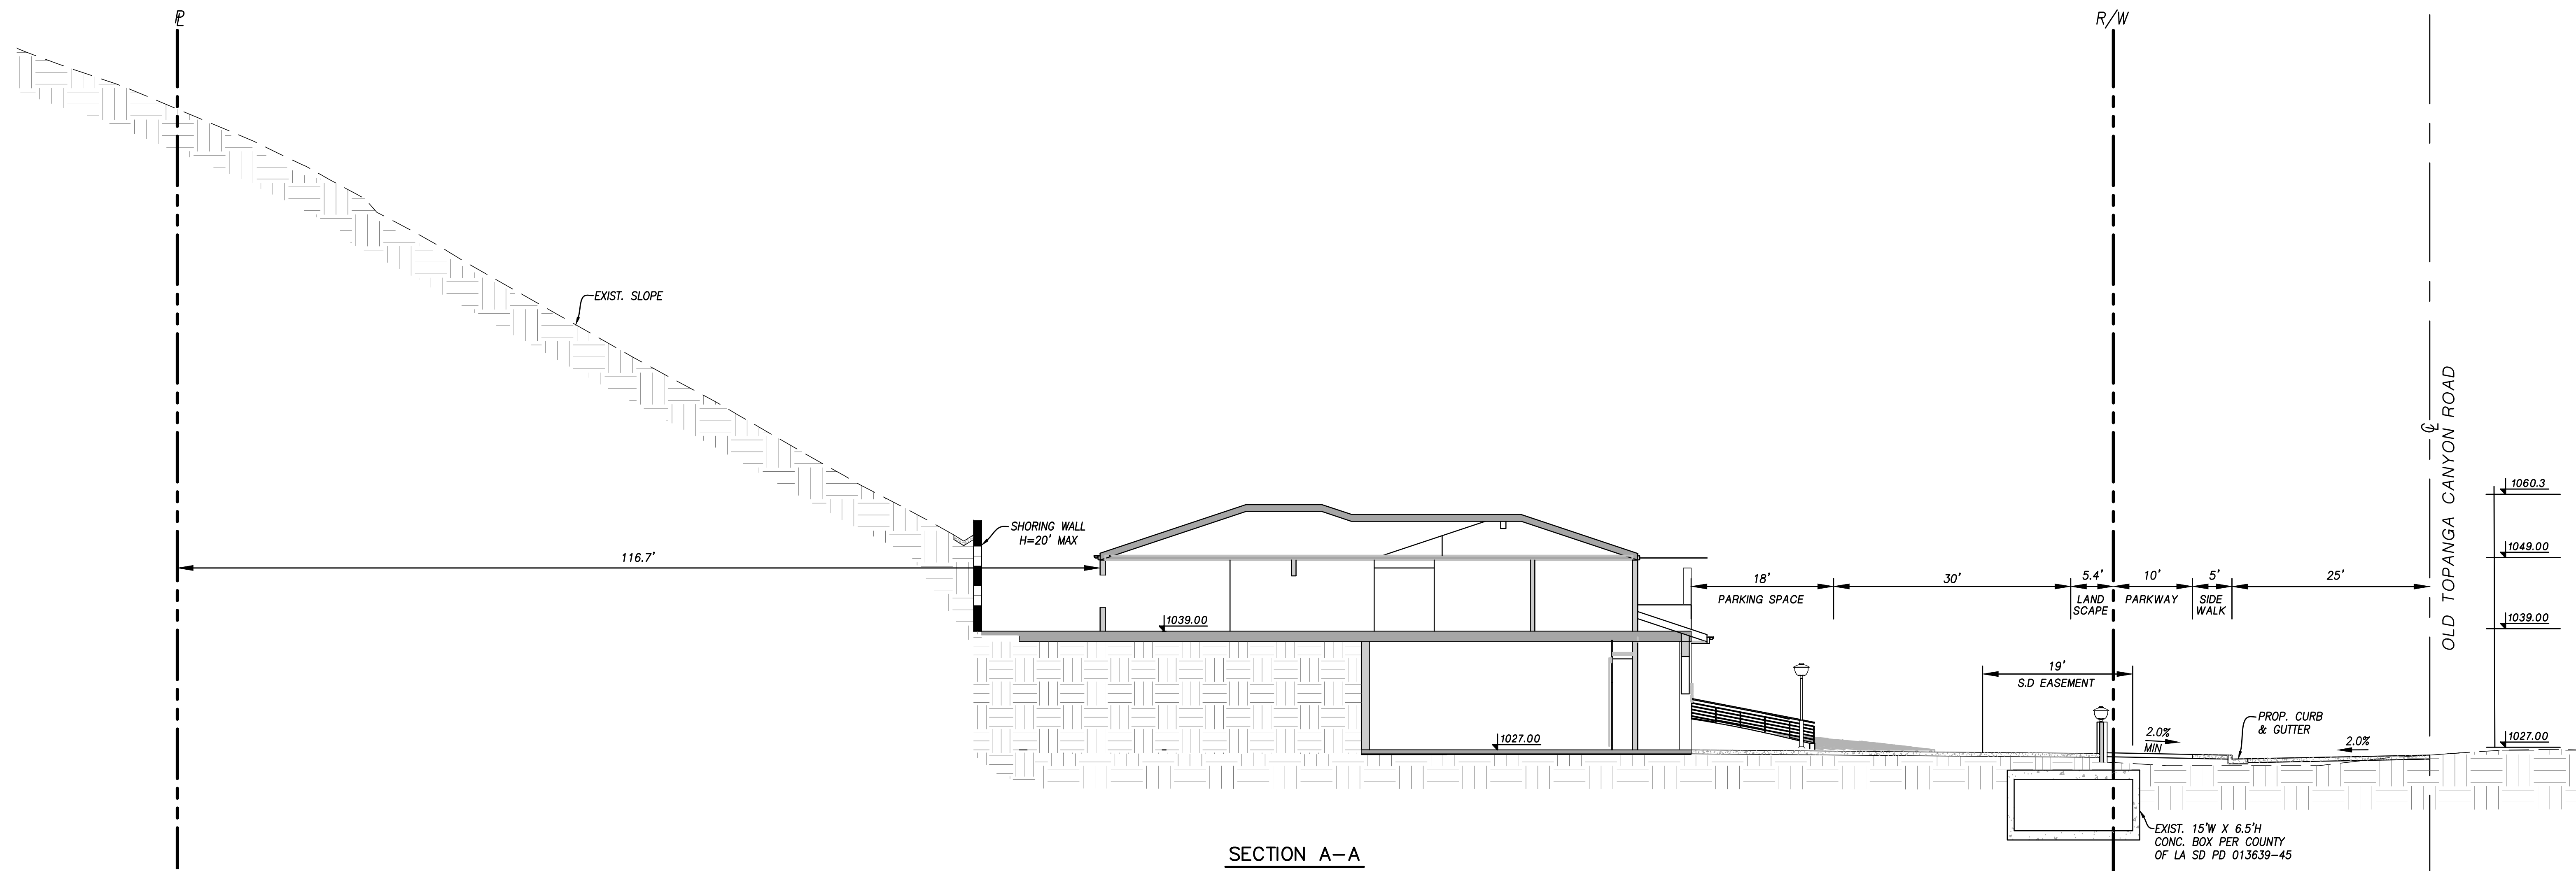 PL
R/W
EXIST. SLOPE
SHORING WALL
H=20' MAX
116.7'
1039.00
1027.00
18'
PARKING SPACE
30'
5.4'
LAND
SCAPE
10'
PARKWAY
5'
SIDE
WALK
25'
19'
S.D EASEMENT
2.0%
MIN
PROP. CURB
& GUTTER
2.0%
CL
OLD TOPANGA CANYON ROAD
1060.3
1049.00
1039.00
1027.00
EXIST. 15'W X 6.5'H
CONC. BOX PER COUNTY
OF LA SD PD 013639-45
SECTION A-A